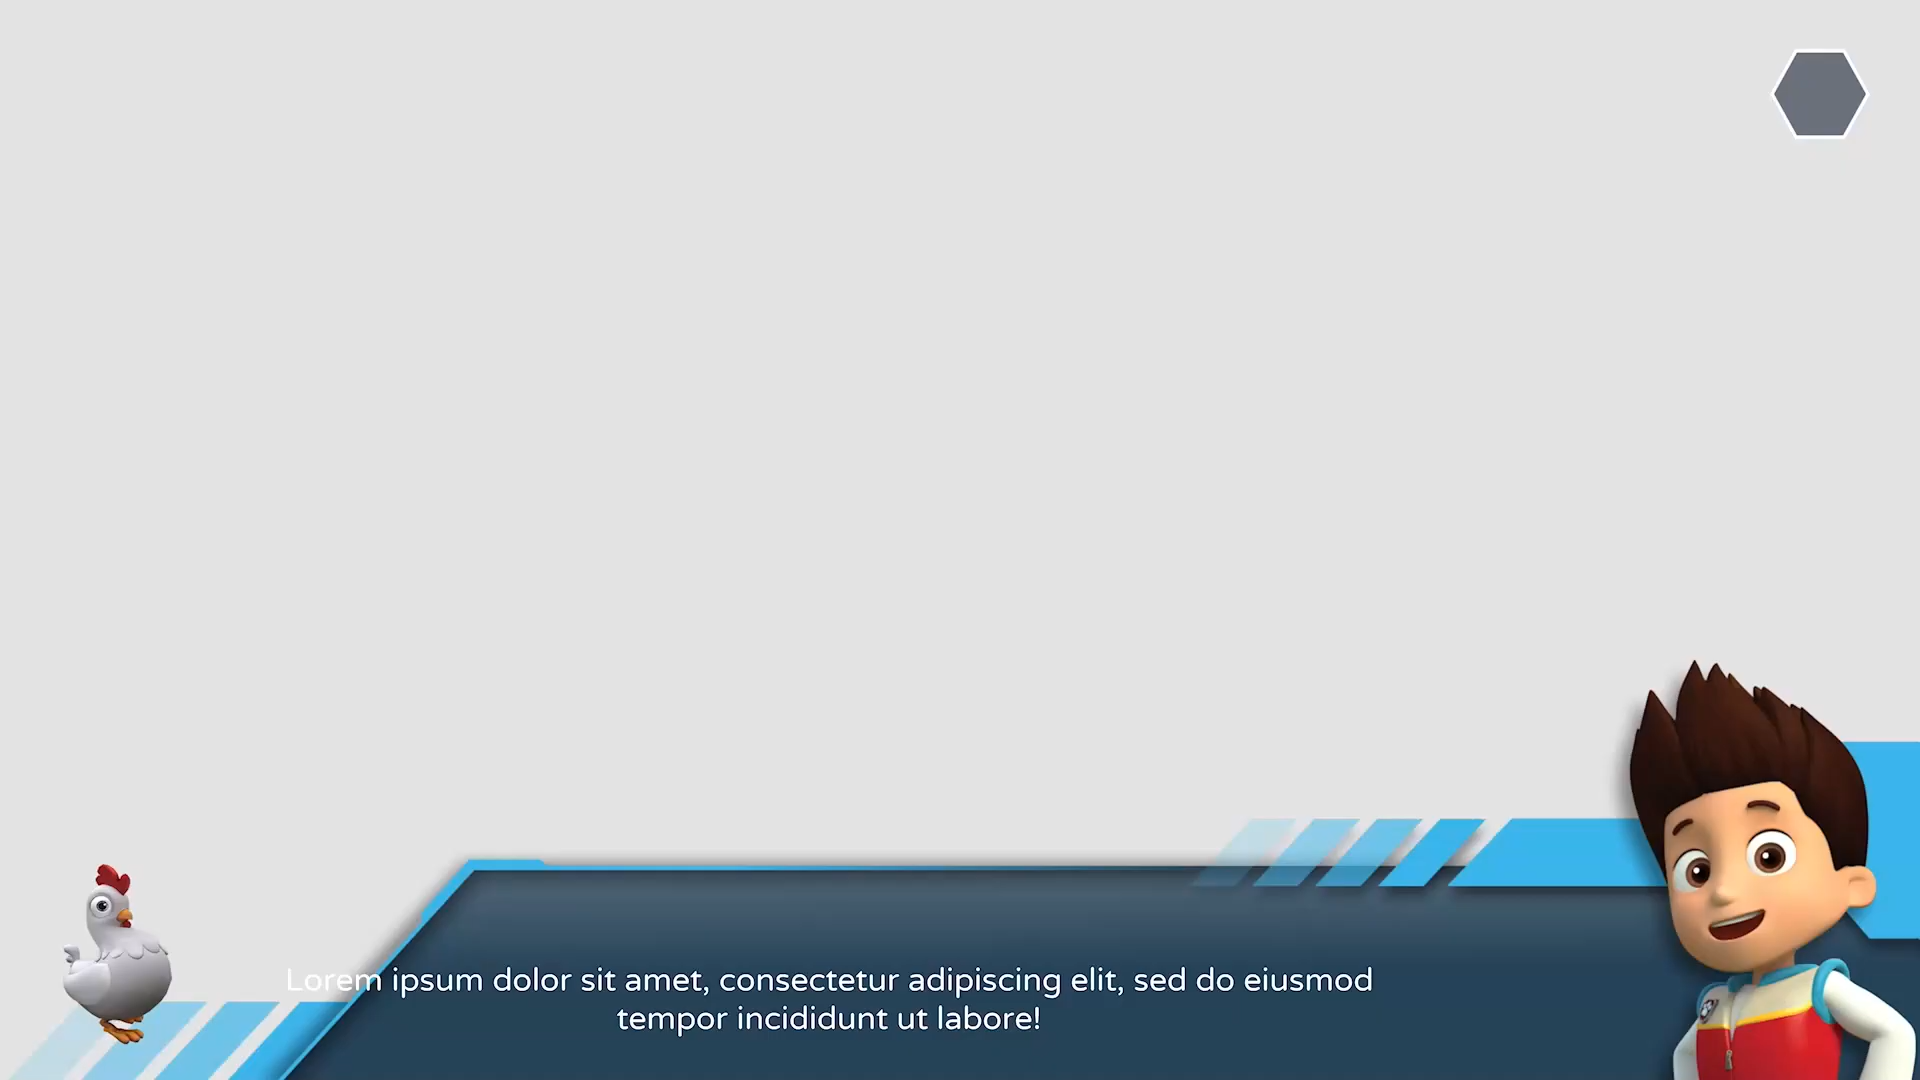 Lorem ipsum dolor sit amet, consectetur adipiscing elit, sed do eiusmod
tempor incididunt ut labore!